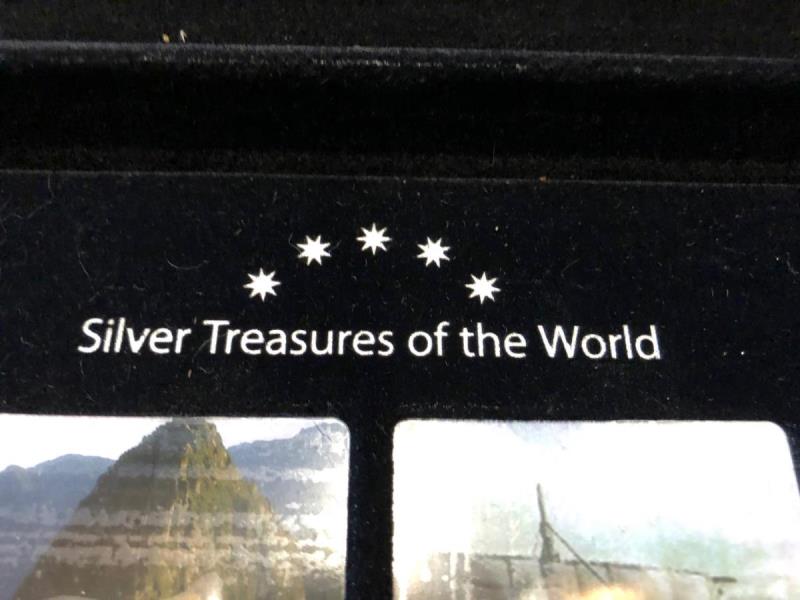 Silver Treasures of the World